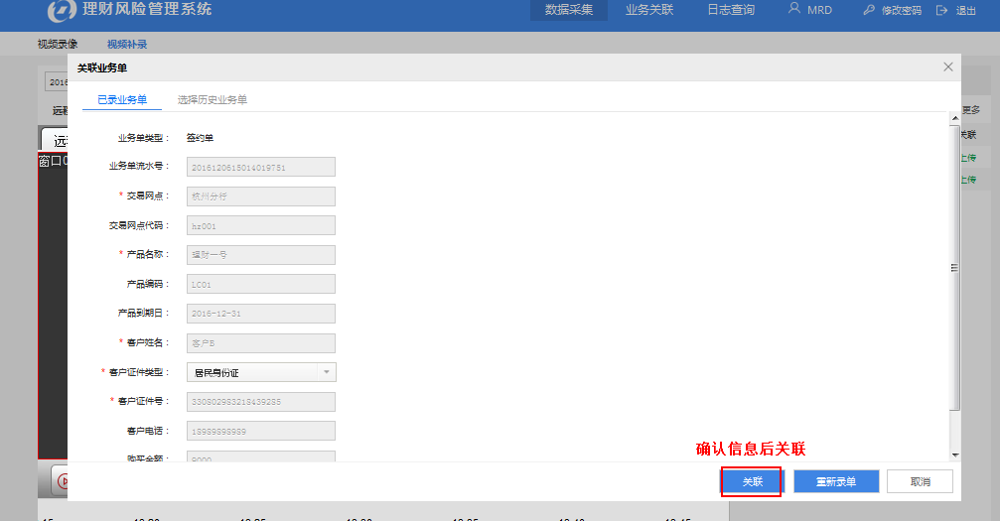 理财风险管理系统
数据采集 业务关联 日志查询 MRD 修改密码 退出
视频录像 视频补录
关联业务单
2016
已录业务单 选择历史业务单
更多
业务单类型： 签约单
关联
窗口
业务单流水号： 2016120615014019751
上传
* 交易网点： 杭州分行
上传
交易网点代码： hz001
* 产品名称： 理财一号
产品编码： LC01
产品到期日： 2016-12-31
* 客户姓名： 客户B
* 客户证件类型： 居民身份证
* 客户证件号： 330802983218439285
客户电话： 18989898989
确认信息后关联
购买金额： 9000
关联 重新录单 取消